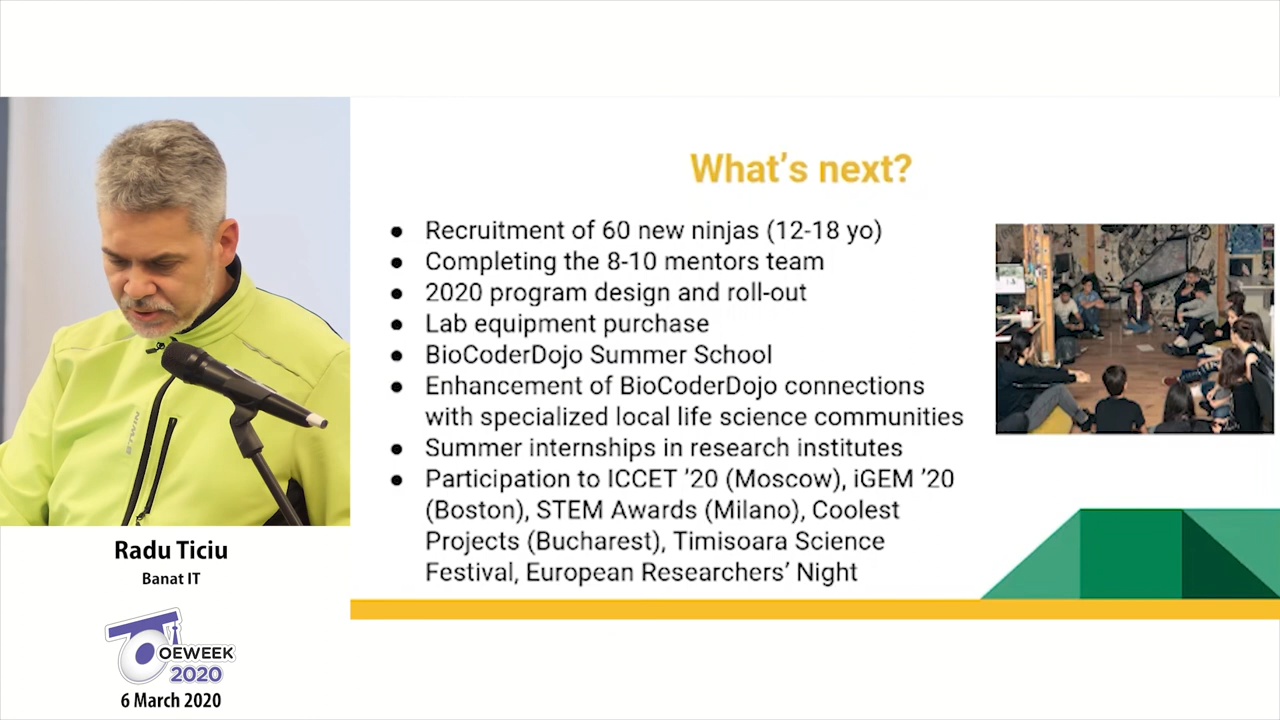 What's next?
● Recruitment of 60 new ninjas (12-18 yo)
● Completing the 8-10 mentors team
● 2020 program design and roll-out
● Lab equipment purchase
● BioCoderDojo Summer School
● Enhancement of BioCoderDojo connections
with specialized local life science communities
● Summer internships in research institutes
● Participation to ICCET '20 (Moscow), iGEM '20
(Boston), STEM Awards (Milano), Coolest
Projects (Bucharest), Timisoara Science
Festival, European Researchers' Night
BTWIN
Radu Ticiu
Banat IT
OEWEEK
2020
6 March 2020